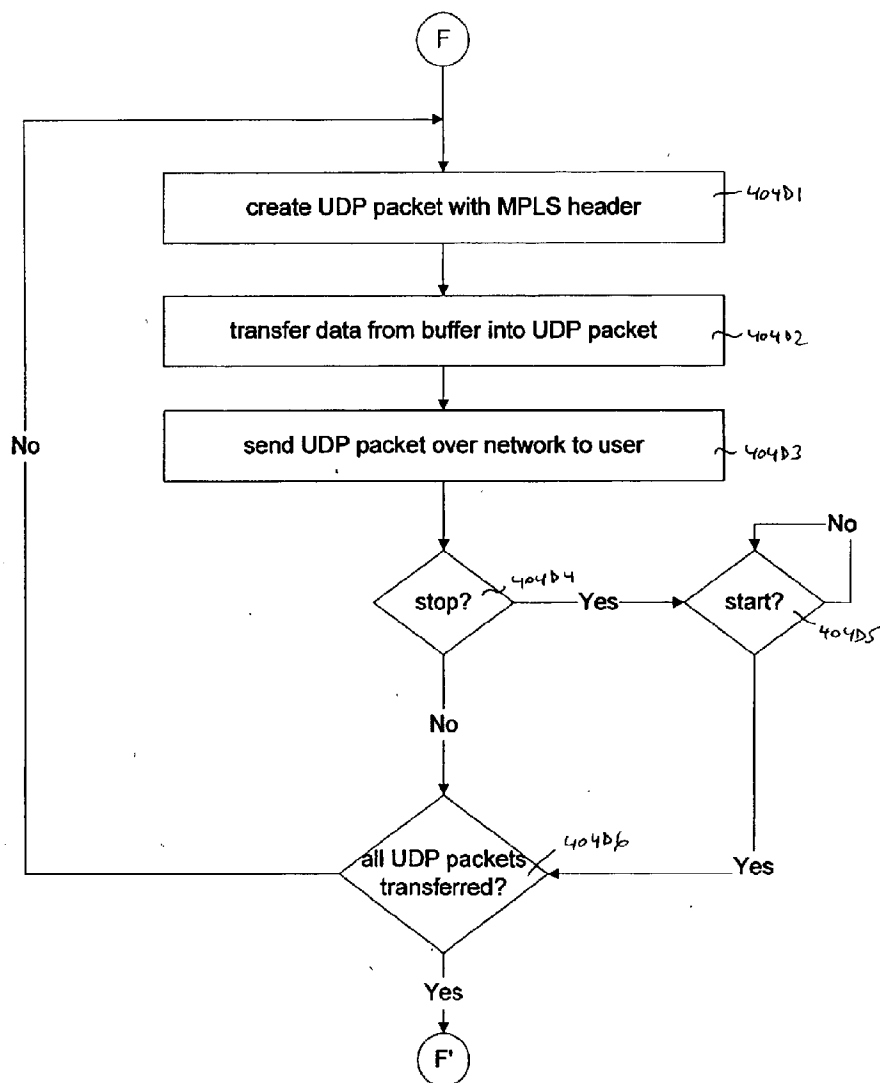 F
create UDP packet with MPLS header
404D1
transfer data from buffer into UDP packet
404D2
No
send UDP packet over network to user
404D3
No
stop?
404D4
Yes
start?
404D5
No
all UDP packets
transferred?
404D6
Yes
Yes
F'